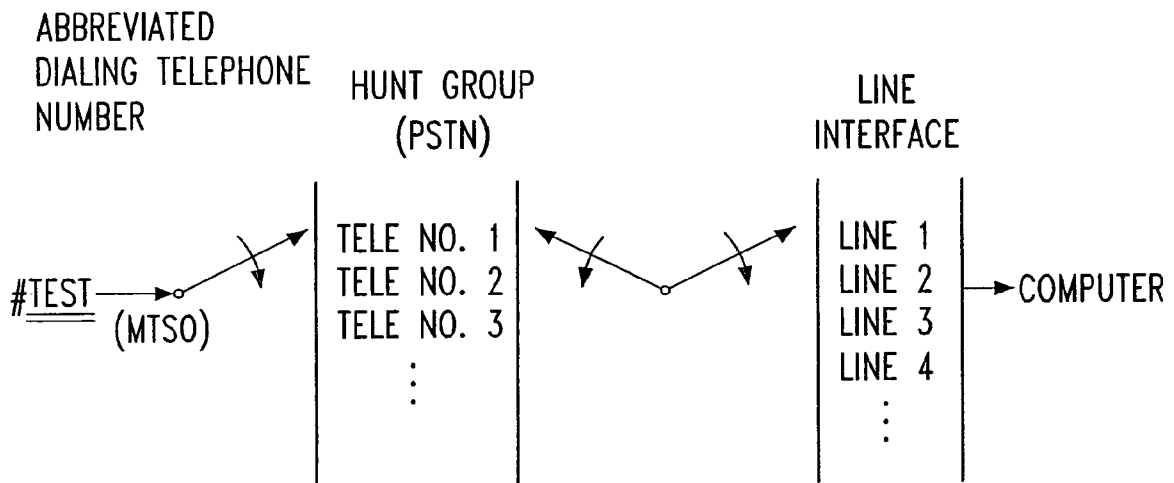 ABBREVIATED
DIALING TELEPHONE
NUMBER
HUNT GROUP
(PSTN)
LINE
INTERFACE
#TEST
(MTSO)
TELE NO. 1
TELE NO. 2
TELE NO. 3
LINE 1
LINE 2
LINE 3
LINE 4
COMPUTER